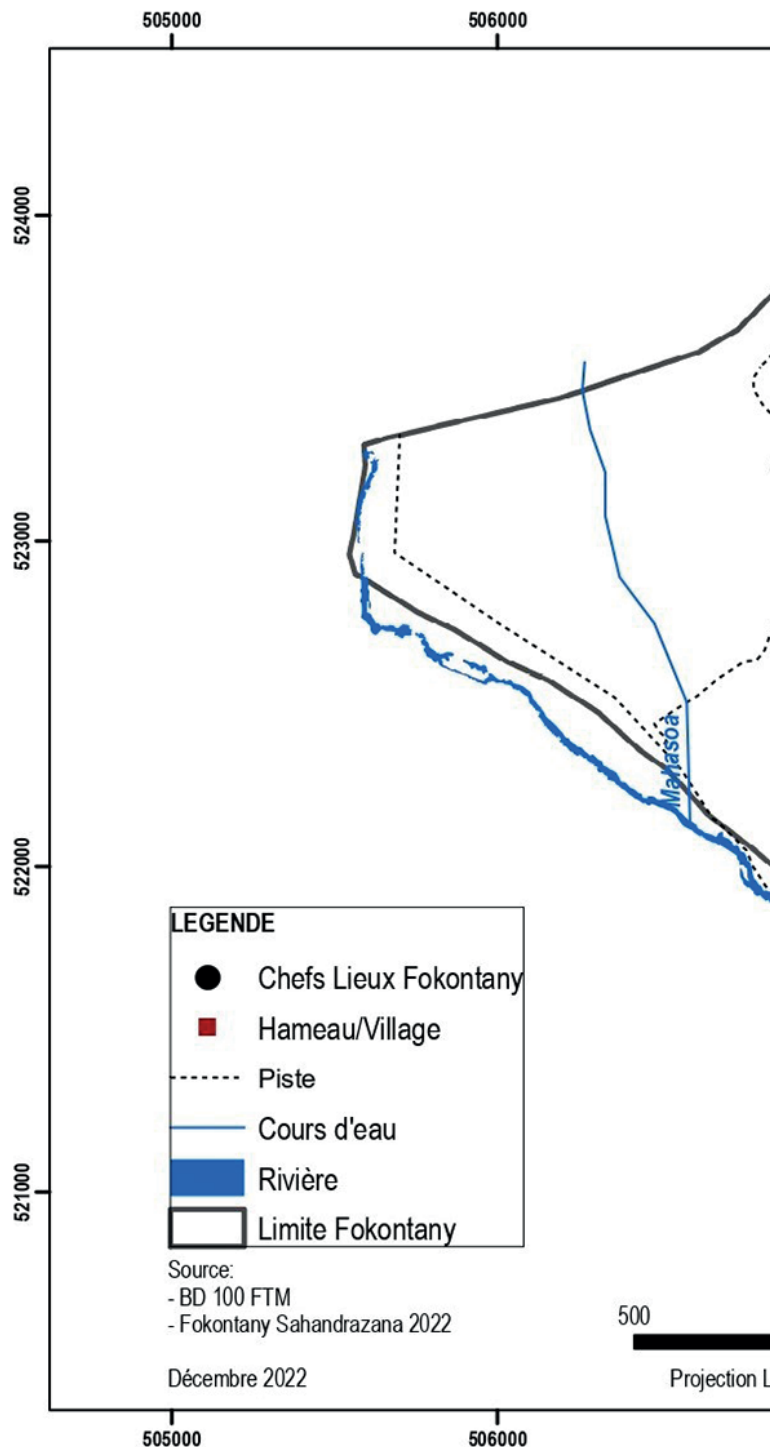 505000
506000
524000
523000
522000
521000
Mahasoa
LEGENDE
Chefs Lieux Fokontany
Hameau/Village
Piste
Cours d'eau
Rivière
Limite Fokontany
Source:
- BD 100 FTM
- Fokontany Sahandrazana 2022
Décembre 2022
500
Projection L
505000
506000